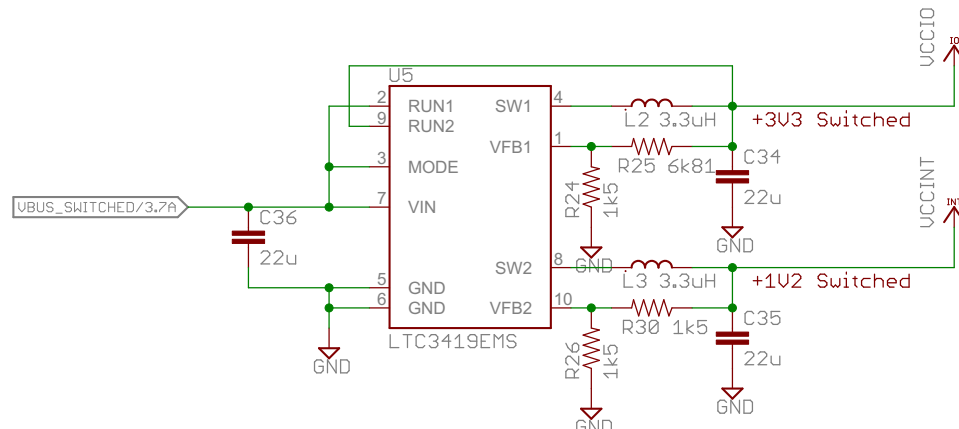 VCCIO
IO
U5
2
RUN1
SW1
4
9
RUN2
L2 3.3uH
+3V3 Switched
VFB1
1
R25 6k81
C34
22u
3
MODE
R24
1k5
GND
VBUS_SWITCHED/3.7A
7
VIN
C36
22u
GND
VCCINT
INT
SW2
8
L3 3.3uH
+1V2 Switched
5
GND
6
GND
VFB2
10
R30 1k5
C35
22u
LTC3419EMS
GND
R26
1k5
GND
GND